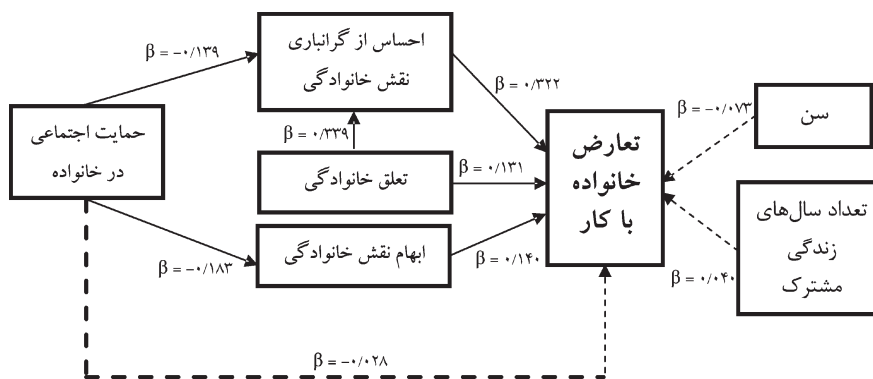 احساس از گرانباری
نقش خانوادگی
β = -۰/۱۳۹
β = ۰/۳۲۲
حمایت اجتماعی
در خانواده
β = ۰/۳۳۹
تعلق خانوادگی
β = ۰/۱۳۱
تعارض
خانواده
با کار
β = -۰/۰۷۳
سن
ابهام نقش خانوادگی
β = -۰/۱۸۳
β = ۰/۱۴۰
تعداد سال‌های
زندگی
مشترک
β = ۰/۰۴۰
β = -۰/۰۲۸